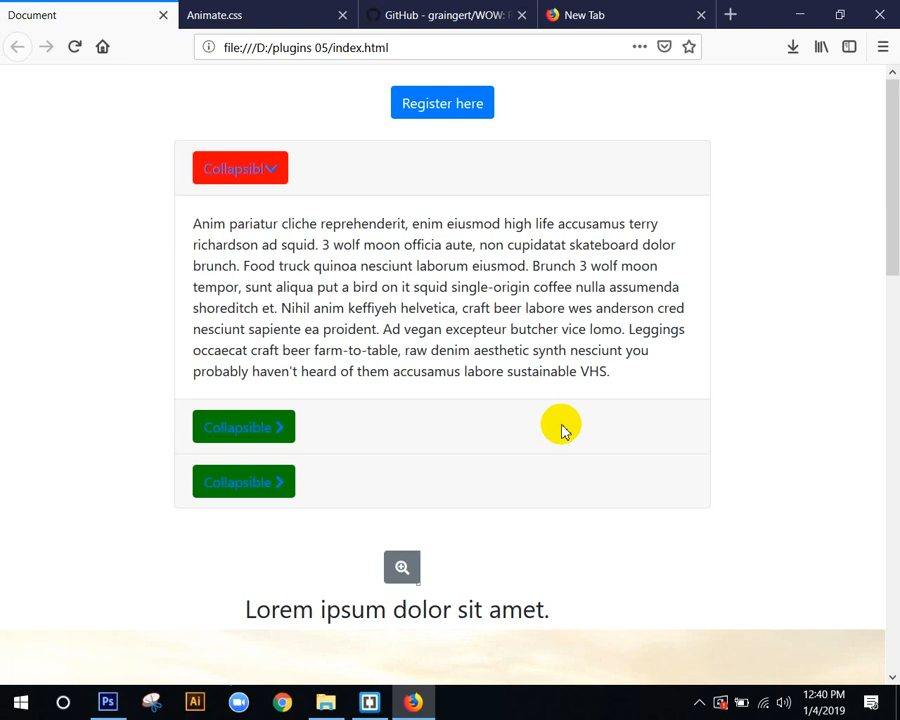 Document
Animate.css
GitHub - graingert/WOW:
New Tab
file:///D:/plugins 05/index.html
Register here
Collapsibl
Anim pariatur cliche reprehenderit, enim eiusmod high life accusamus terry
richardson ad squid. 3 wolf moon officia aute, non cupidatat skateboard dolor
brunch. Food truck quinoa nesciunt laborum eiusmod. Brunch 3 wolf moon
tempor, sunt aliqua put a bird on it squid single-origin coffee nulla assumenda
shoreditch et. Nihil anim keffiyeh helvetica, craft beer labore wes anderson cred
nesciunt sapiente ea proident. Ad vegan excepteur butcher vice lomo. Leggings
occaecat craft beer farm-to-table, raw denim aesthetic synth nesciunt you
probably haven't heard of them accusamus labore sustainable VHS.
Collapsible
Collapsible
Lorem ipsum dolor sit amet.
Ps
Ai
12:40 PM
1/4/2019